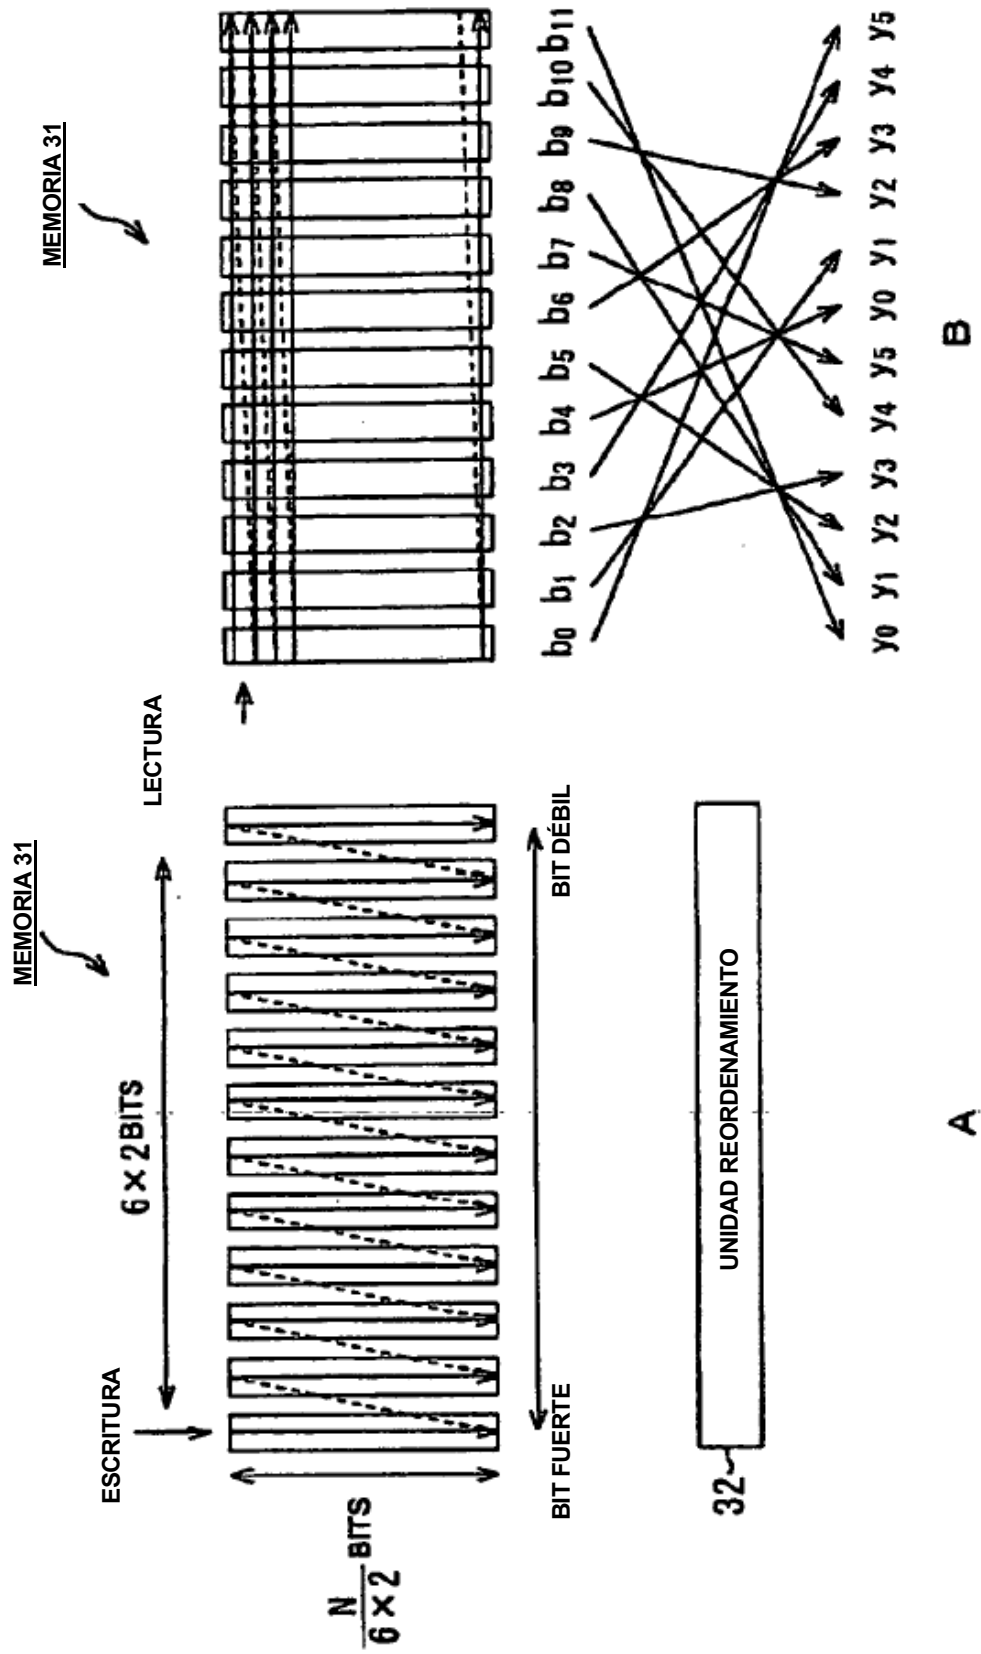 MEMORIA 31
ESCRITURA
6 × 2 BITS
LECTURA
N
6 × 2
BITS
BIT FUERTE
BIT DÉBIL
32
UNIDAD REORDENAMIENTO
A
MEMORIA 31
b0 b1 b2 b3 b4 b5 b6 b7 b8 b9 b10 b11
y0 y1 y2 y3 y4 y5 y0 y1 y2 y3 y4 y5
B